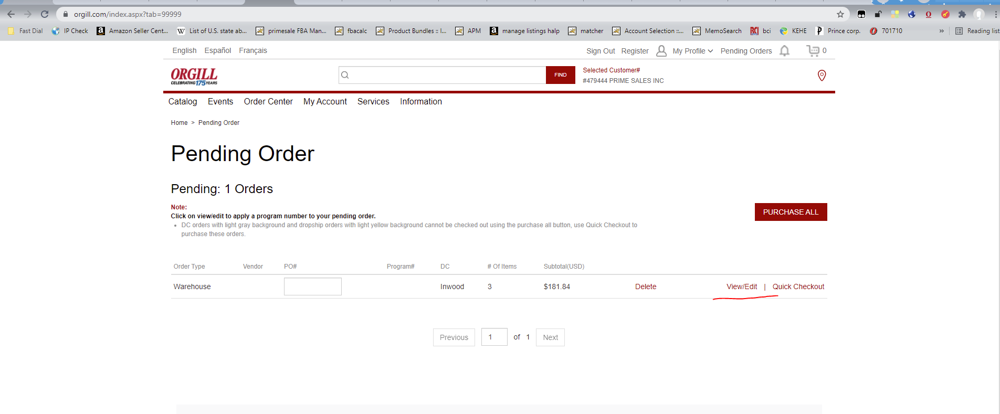 orgill.com/index.aspx?tab=99999
Fast Dial IP Check Amazon Seller Cent... List of U.S. state ab... primesale FBA Man... fbacalc Product Bundles :: I... APM manage listings halp matcher Account Selection ::... MemoSearch RCI bci KEHE Prince corp. 701710 » Reading list
English Español Français Sign Out Register My Profile Pending Orders 0
ORGILL
CELEBRATING 175 YEARS
FIND
Selected Customer#
#479444 PRIME SALES INC
Catalog Events Order Center My Account Services Information
Home > Pending Order
Pending Order
Pending: 1 Orders
Note:
Click on view/edit to apply a program number to your pending order.
PURCHASE ALL
• DC orders with light gray background and dropship orders with light yellow background cannot be checked out using the purchase all button, use Quick Checkout to
purchase these orders.
Order Type Vendor PO# Program# DC # Of Items Subtotal(USD)
Warehouse Inwood 3 $181.84 Delete View/Edit | Quick Checkout
Previous 1 of 1 Next